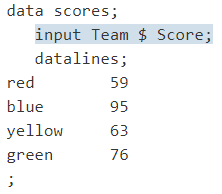 data scores;
input Team $ Score;
datalines;
red 59
blue 95
yellow 63
green 76
;